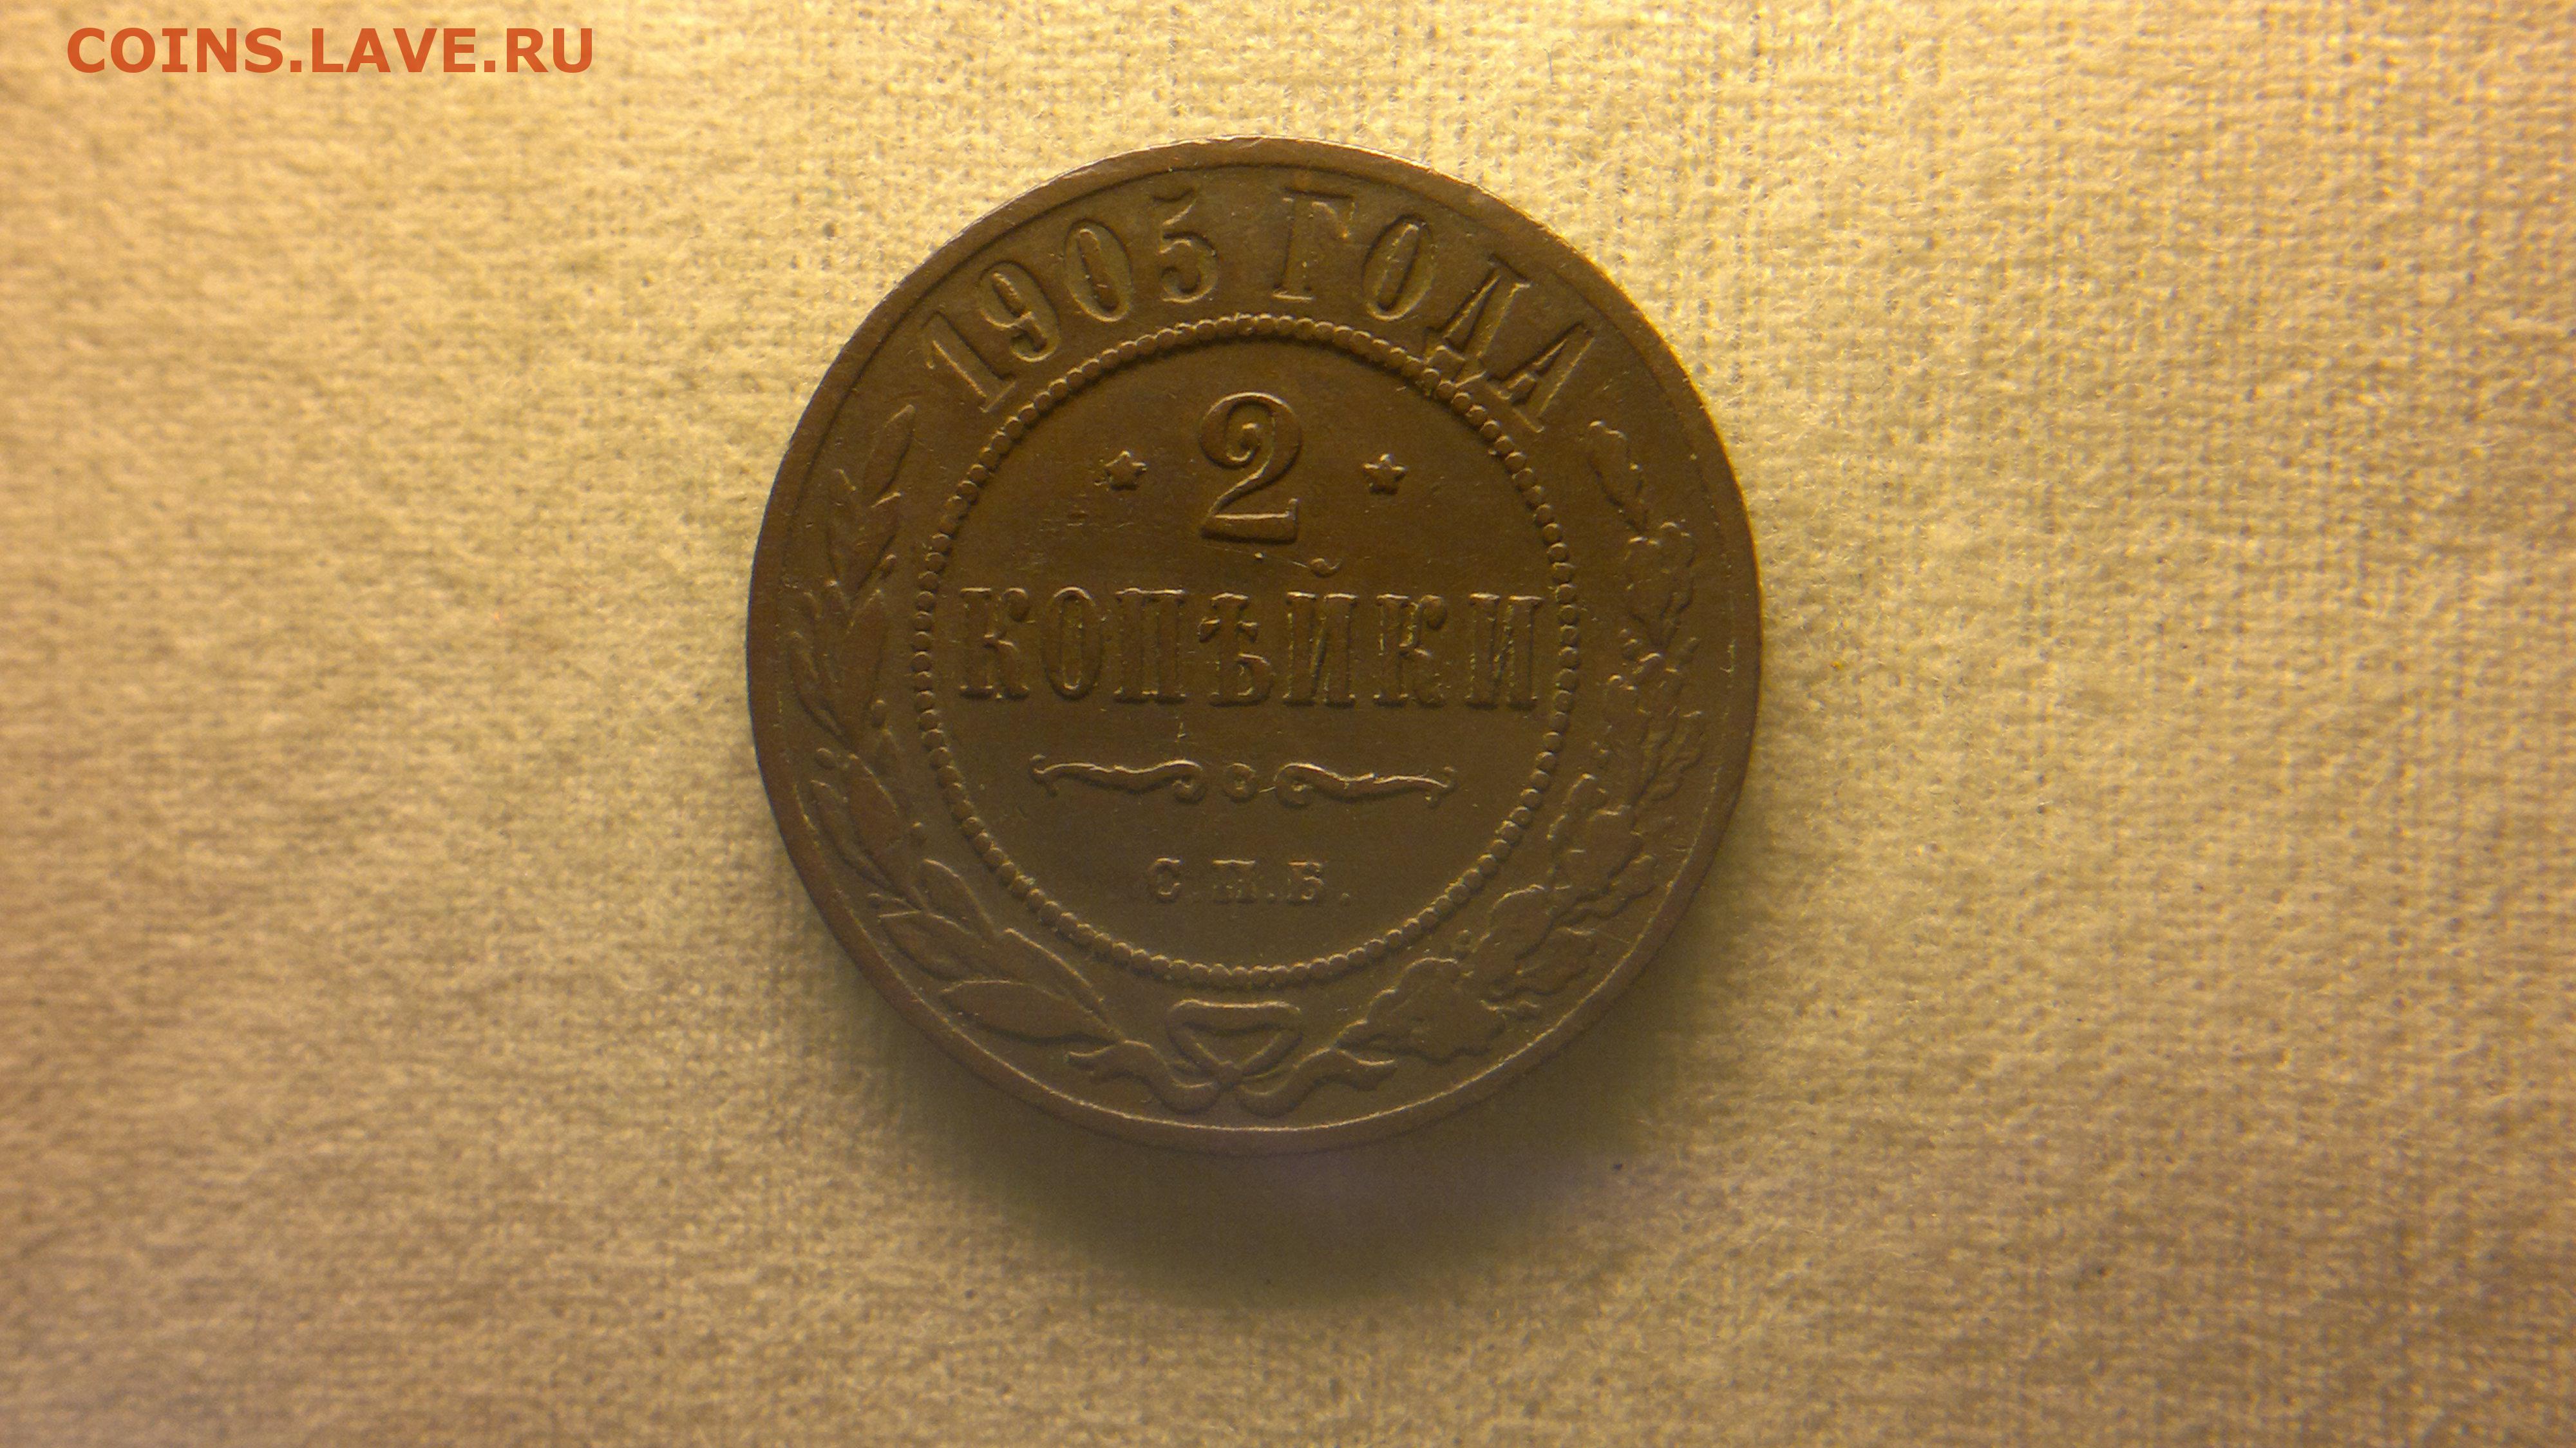 COINS.LAVE.RU
1905 ГОДА
2
КОПѢЙКИ
С.П.Б.